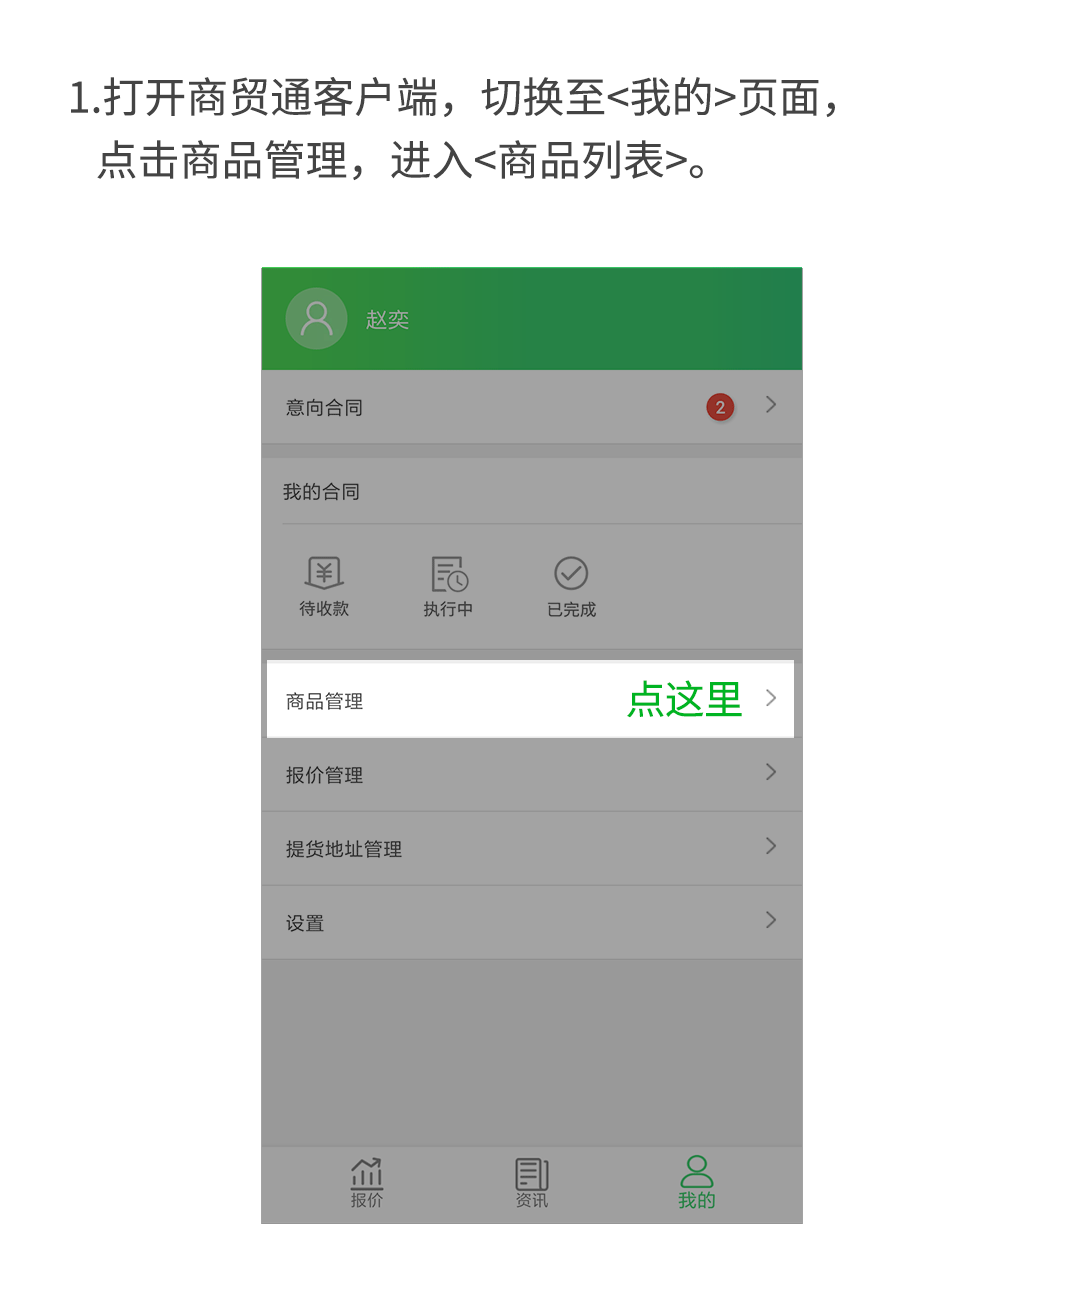 1.打开商贸通客户端，切换至<我的>页面，
点击商品管理，进入<商品列表>。
赵奕
意向合同 2
我的合同
待收款 执行中 已完成
商品管理 点这里
报价管理
提货地址管理
设置
报价 资讯 我的